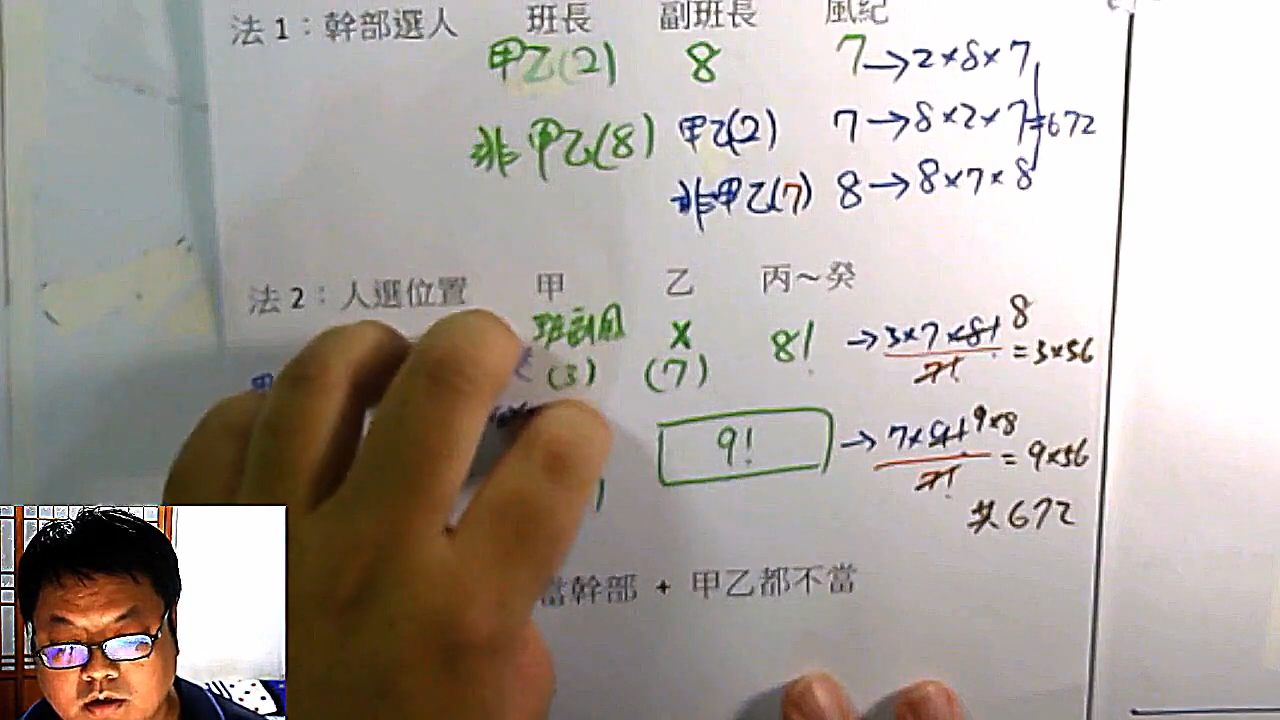 法1：幹部選人 班長 副班長 風紀
甲乙(2) 8 7→2×8×7
非甲乙(8) 甲乙(2) 7→8×2×7 =672
非甲乙(7) 8→8×7×8
法2：人選位置 甲 乙 丙～癸
班副風 X 8! →3×7×8! 8
(3) (7) 7! =3×56
9! →7×9! 9×8
7! =9×56
共672
當幹部 + 甲乙都不當